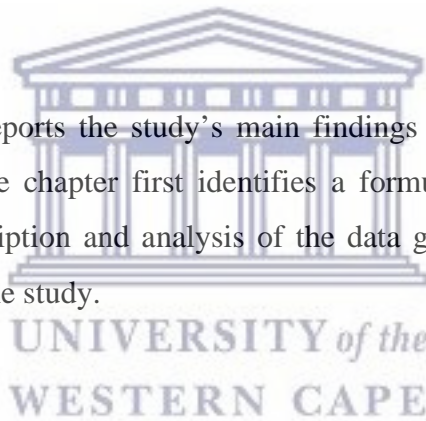 eports the study's main findings
e chapter first identifies a formu
iption and analysis of the data g
e study.
UNIVERSITY of the
WESTERN CAPE